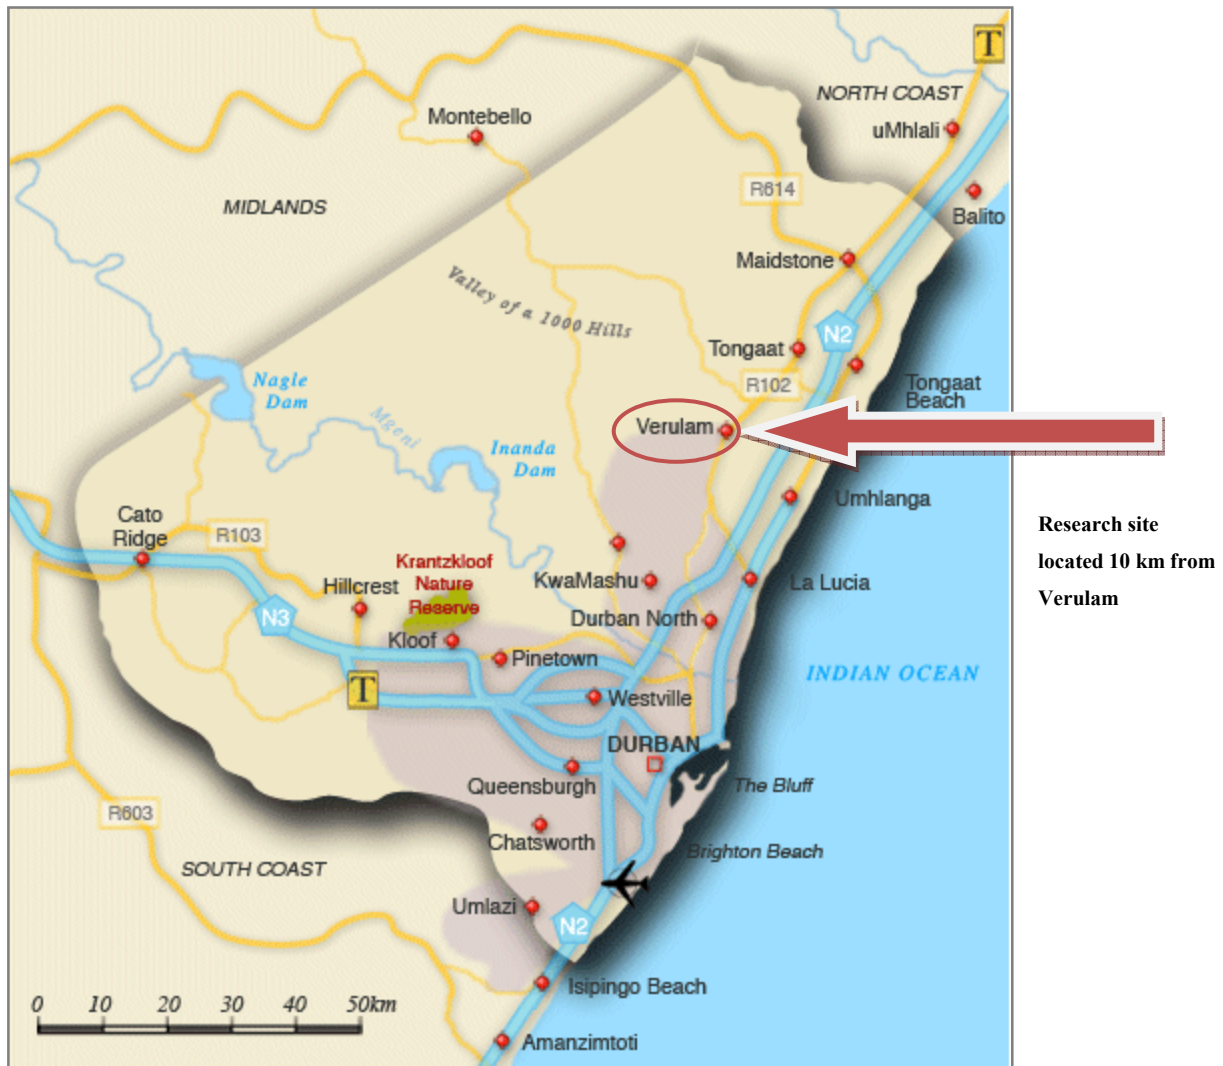 T
NORTH COAST
uMhlali
Montebello
R614
MIDLANDS
Balito
Maidstone
Valley of a 1000 Hills
N2
Tongaat
Nagle
Dam
R102
Tongaat
Beach
Mgeni
Verulam
Inanda
Dam
Umhlanga
Cato
Ridge
R103
Research site
located 10 km from
Verulam
Krantzkloof
Nature
Reserve
Hillcrest
KwaMashu
La Lucia
N3
Durban North
Kloof
Pinetown
INDIAN OCEAN
T
Westville
DURBAN
Queensburgh
The Bluff
R603
Chatsworth
Brighton Beach
SOUTH COAST
Umlazi
N2
Isipingo Beach
0 10 20 30 40 50km
Amanzimtoti